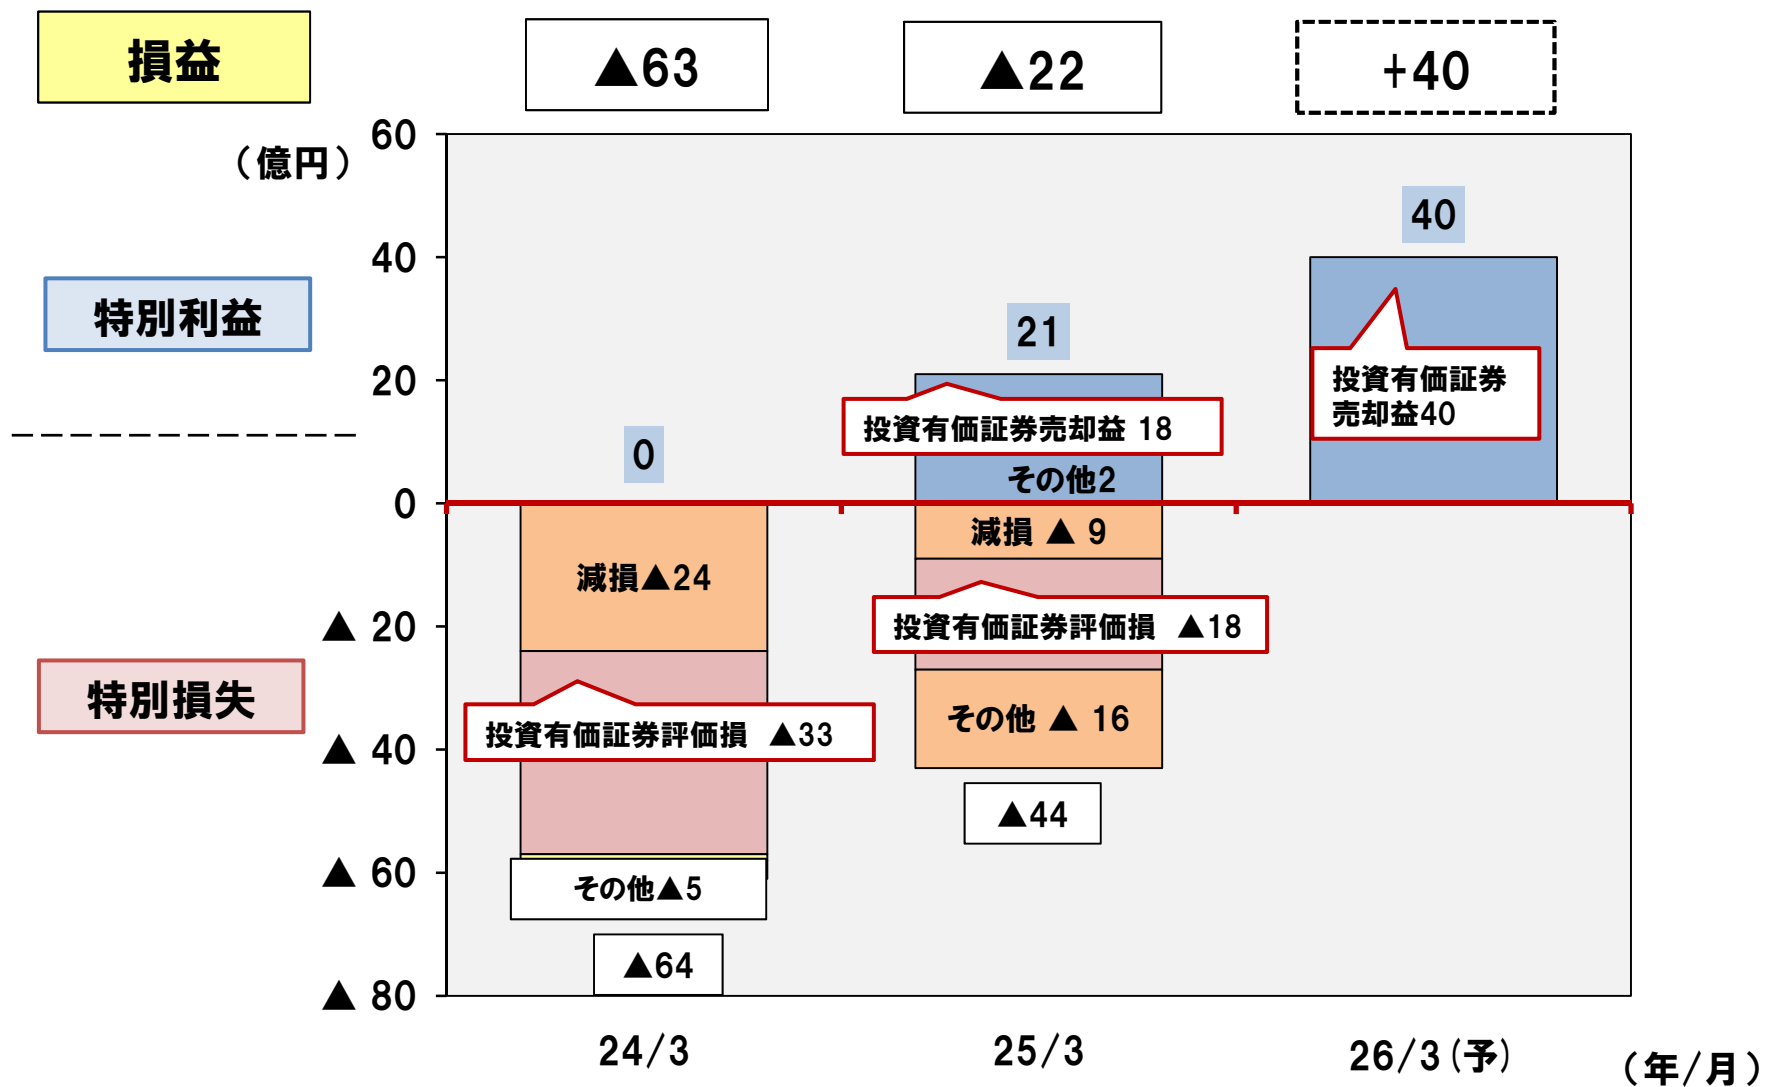 損益
▲63
▲22
+40
（億円）
60
40
20
0
▲ 20
▲ 40
▲ 60
▲ 80
特別利益
特別損失
0
減損▲24
投資有価証券評価損 ▲33
その他▲5
▲64
21
投資有価証券売却益 18
その他2
減損 ▲ 9
投資有価証券評価損 ▲18
その他 ▲ 16
▲44
40
投資有価証券
売却益40
24/3
25/3
26/3(予)
（年/月）